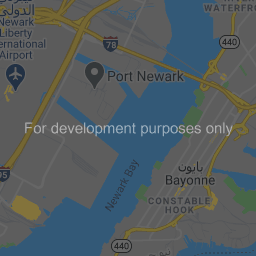 WATERFRO
440
Newark
الدولي
Liberty
ternational
Airport
78
Port Newark
For development purposes only
95
Newark Bay
بايون
Bayonne
CONSTABLE
HOOK
440